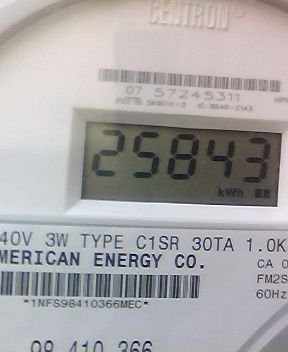 CENTRON®
07 57245311
25843
kWh
40V 3W TYPE C1SR 30TA 1.0K
MERICAN ENERGY CO.
CA 0
FM2S
60Hz
*1NFS98410366MEC*
98 410 366